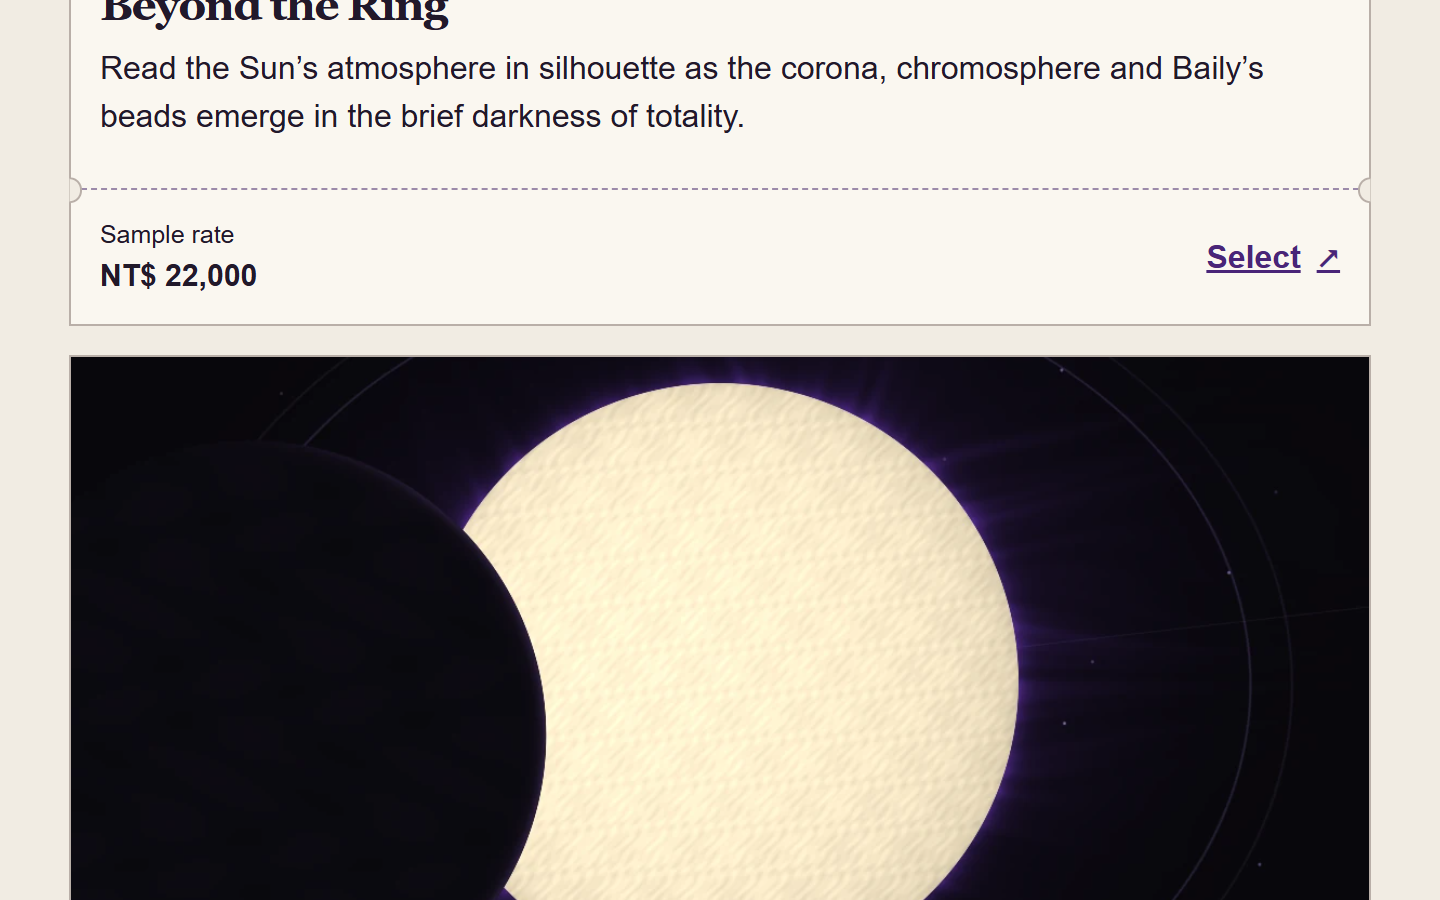 Beyond the Ring
Read the Sun’s atmosphere in silhouette as the corona, chromosphere and Baily’s
beads emerge in the brief darkness of totality.
Sample rate
NT$ 22,000
Select ↗